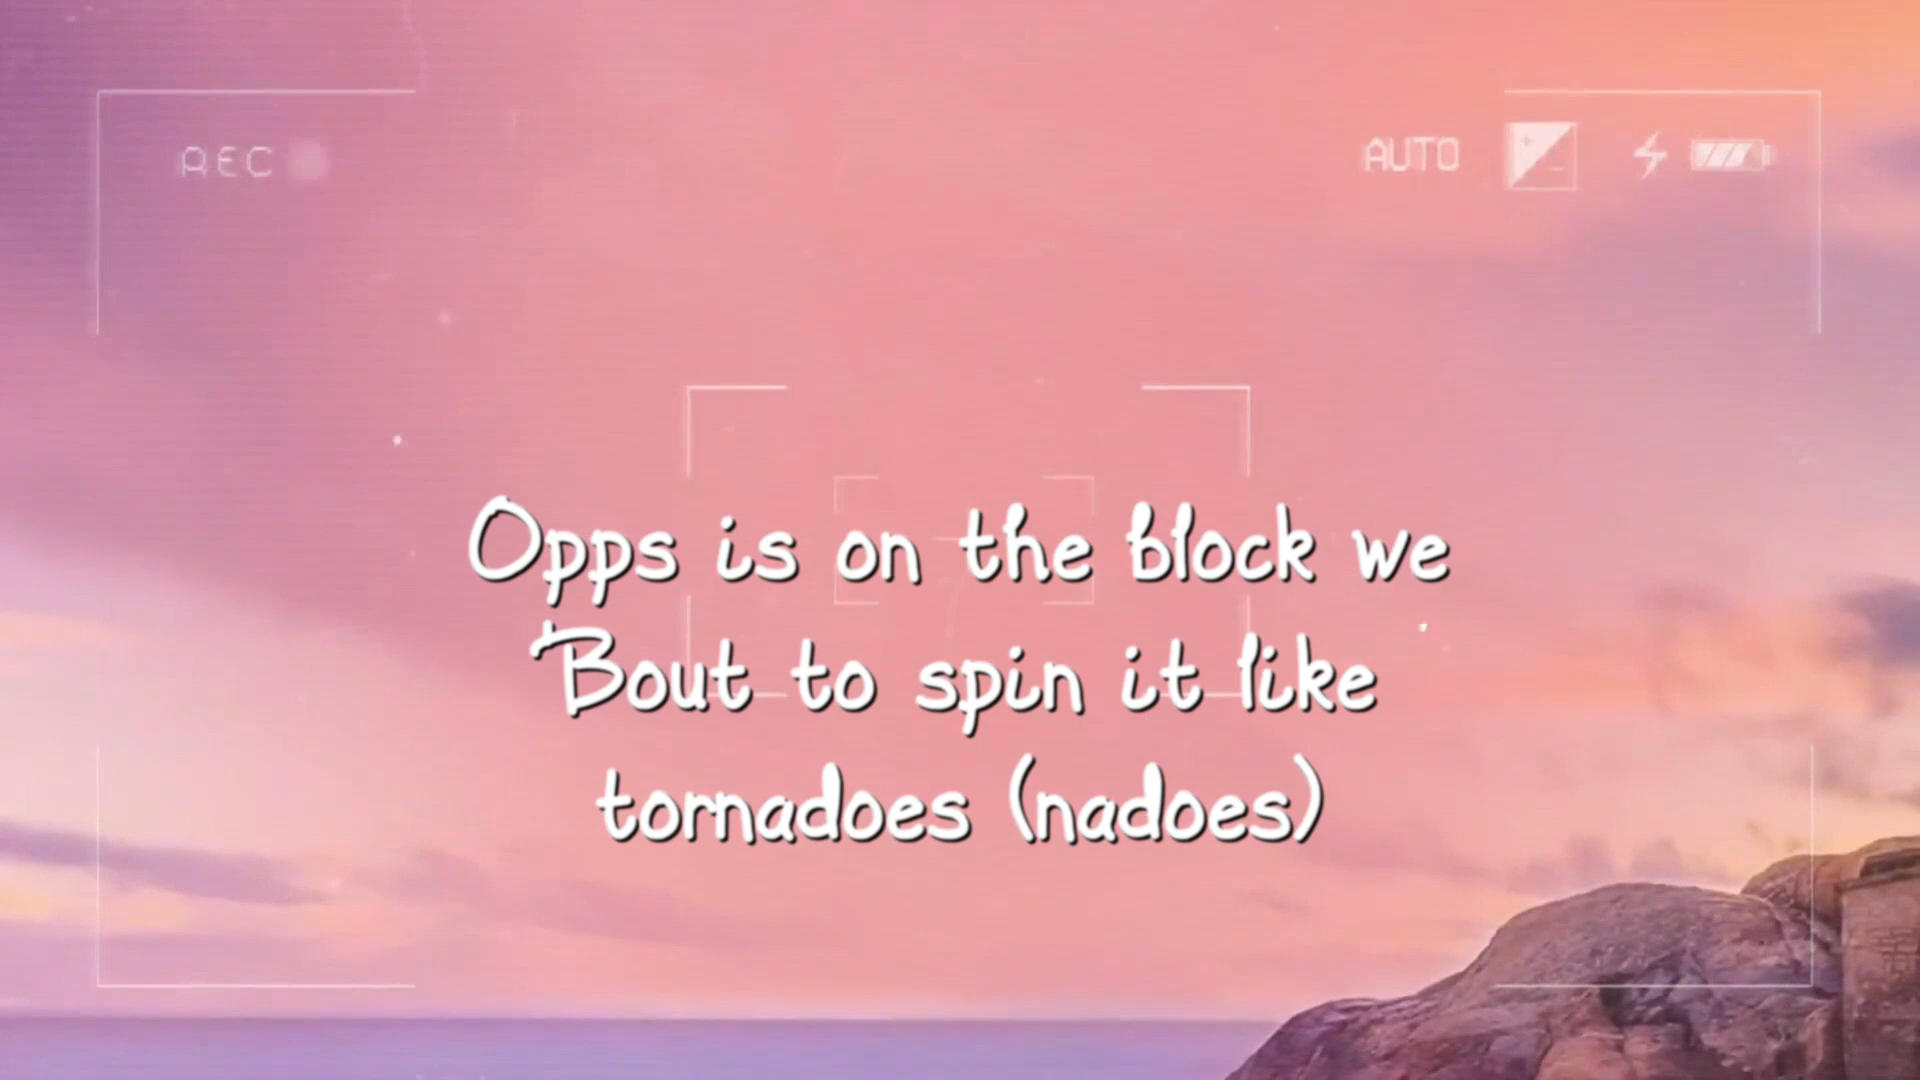 REC
AUTO
Opps is on the block we
'Bout to spin it like
tornadoes (nadoes)